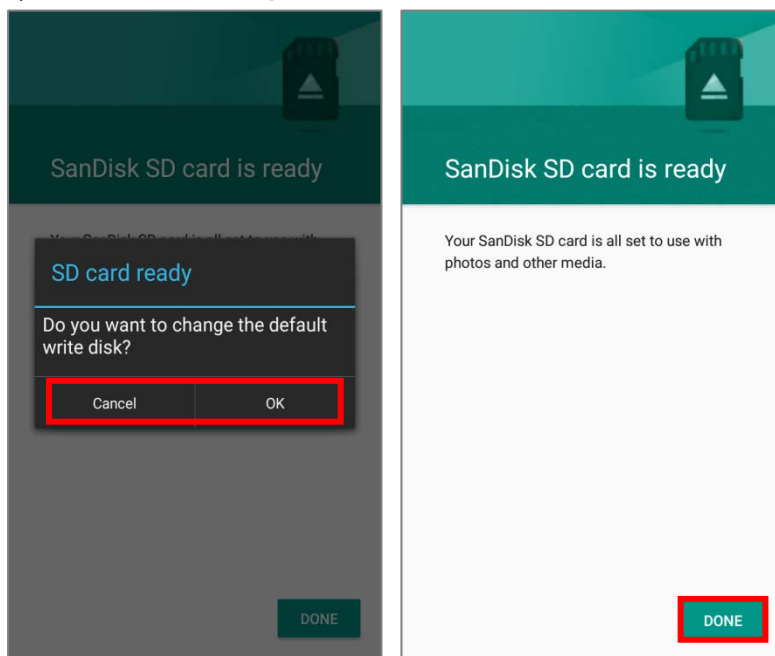 SanDisk SD card is ready
SD card ready
Do you want to change the default
write disk?
Cancel OK
DONE
SanDisk SD card is ready
Your SanDisk SD card is all set to use with
photos and other media.
DONE